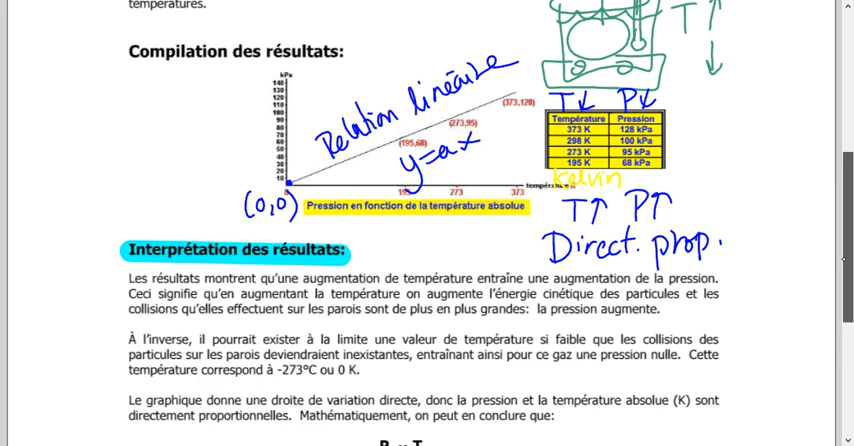 températures.
T ↑
↓
Compilation des résultats:
kPa
140
130
120
110
100
90
80
70
60
50
40
30
20
10
0
Relation linéaire
y=ax
(373,128)
(273,95)
(195,68)
195
273
373
température K
(0,0)
Pression en fonction de la température absolue
T↓ P↓
Température Pression
373 K 128 kPa
298 K 100 kPa
273 K 95 kPa
195 K 68 kPa
kelvin
T↑ P↑
Direct. prop.
Interprétation des résultats:
Les résultats montrent qu'une augmentation de température entraîne une augmentation de la pression.
Ceci signifie qu'en augmentant la température on augmente l'énergie cinétique des particules et les
collisions qu'elles effectuent sur les parois sont de plus en plus grandes: la pression augmente.
À l'inverse, il pourrait exister à la limite une valeur de température si faible que les collisions des
particules sur les parois deviendraient inexistantes, entraînant ainsi pour ce gaz une pression nulle. Cette
température correspond à -273°C ou 0 K.
Le graphique donne une droite de variation directe, donc la pression et la température absolue (K) sont
directement proportionnelles. Mathématiquement, on peut en conclure que: